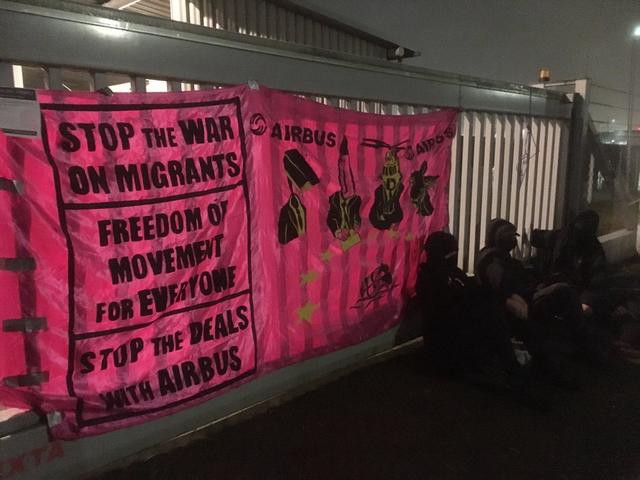 STOP THE WAR
ON MIGRANTS
FREEDOM OF
MOVEMENT
FOR EVERYONE
STOP THE DEALS
WITH AIRBUS
AIRBUS
AIRBUS